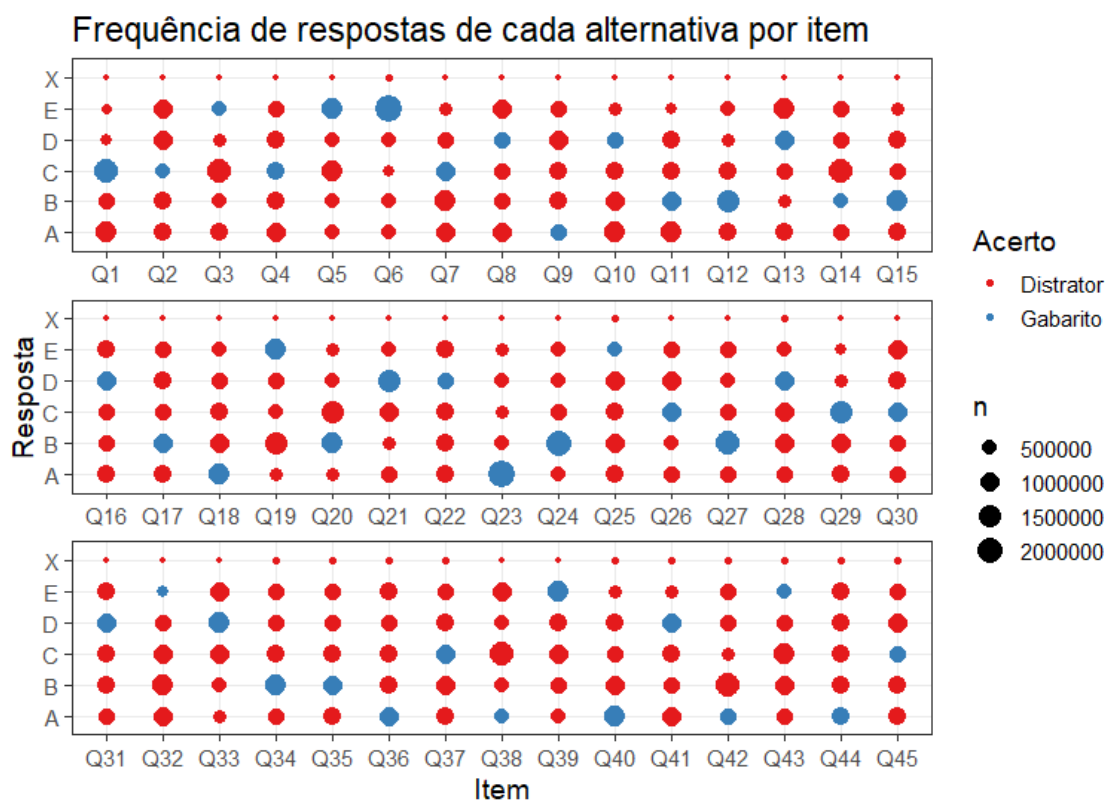 Frequência de respostas de cada alternativa por item
X
E
D
C
B
A
Q1 Q2 Q3 Q4 Q5 Q6 Q7 Q8 Q9 Q10 Q11 Q12 Q13 Q14 Q15
X
E
D
C
B
A
Q16 Q17 Q18 Q19 Q20 Q21 Q22 Q23 Q24 Q25 Q26 Q27 Q28 Q29 Q30
X
E
D
C
B
A
Q31 Q32 Q33 Q34 Q35 Q36 Q37 Q38 Q39 Q40 Q41 Q42 Q43 Q44 Q45
Resposta
Item
Acerto
Distrator
Gabarito
n
500000
1000000
1500000
2000000